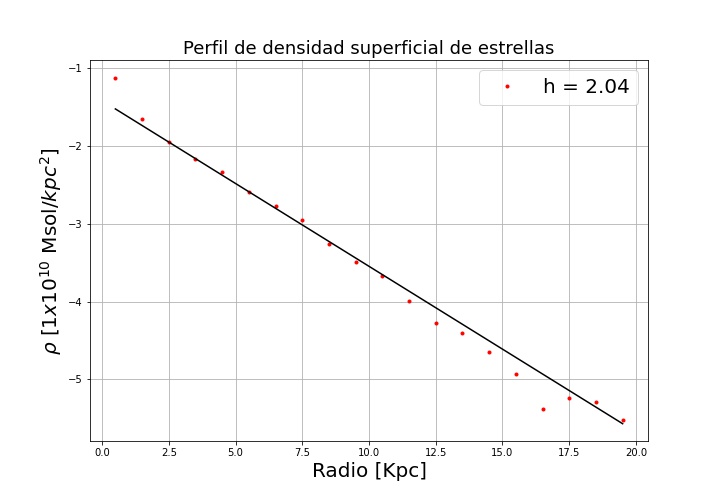 Perfil de densidad superficial de estrellas
h = 2.04
−1
−2
−3
−4
−5
ρ [1x10¹⁰ Msol/kpc²]
0.0 2.5 5.0 7.5 10.0 12.5 15.0 17.5 20.0
Radio [Kpc]